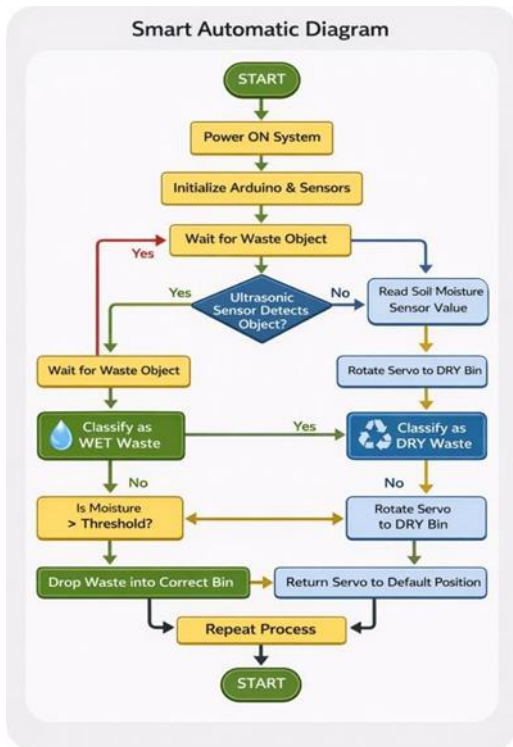 Smart Automatic Diagram
START
Power ON System
Initialize Arduino & Sensors
Wait for Waste Object
Yes
Yes
Ultrasonic
Sensor Detects
Object?
No
Read Soil Moisture
Sensor Value
Wait for Waste Object
Rotate Servo to DRY Bin
Classify as
WET Waste
Yes
Classify as
DRY Waste
No
No
Is Moisture
> Threshold?
Rotate Servo
to DRY Bin
Drop Waste into Correct Bin
Return Servo to Default Position
Repeat Process
START